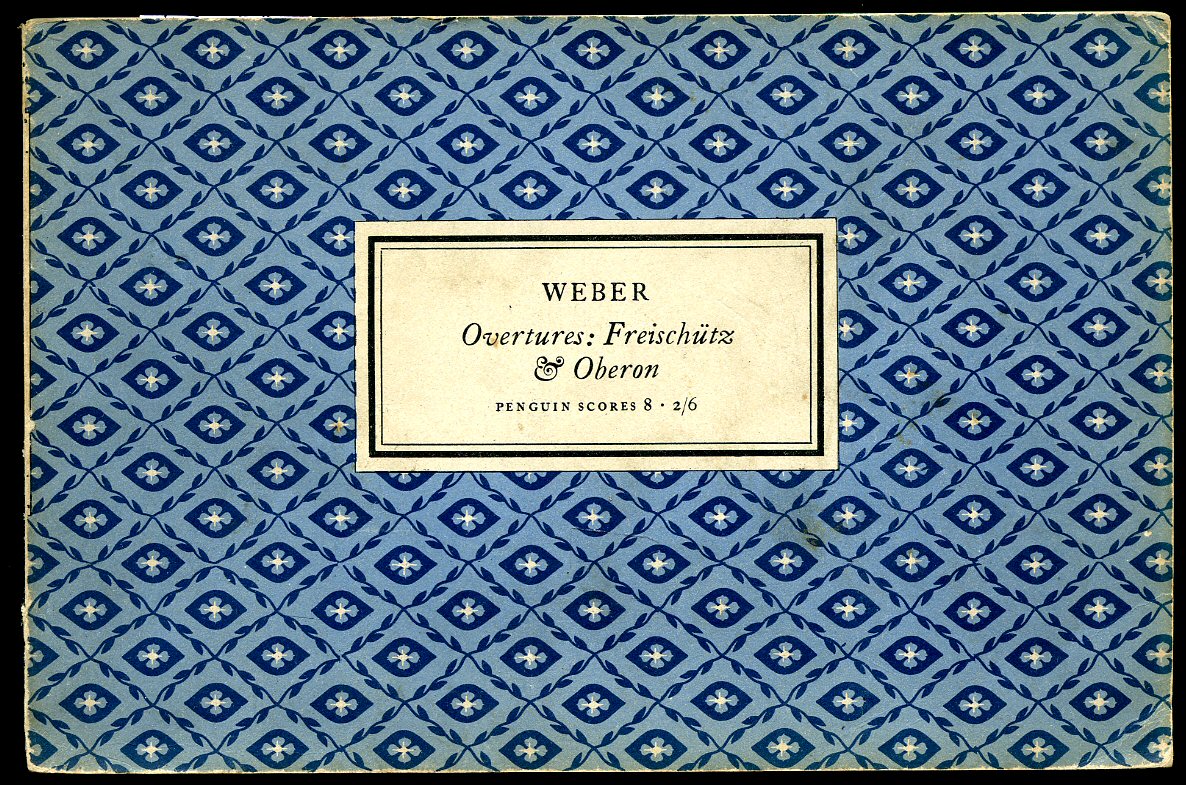 WEBER
Overtures: Freischütz
& Oberon
PENGUIN SCORES 8 · 2/6